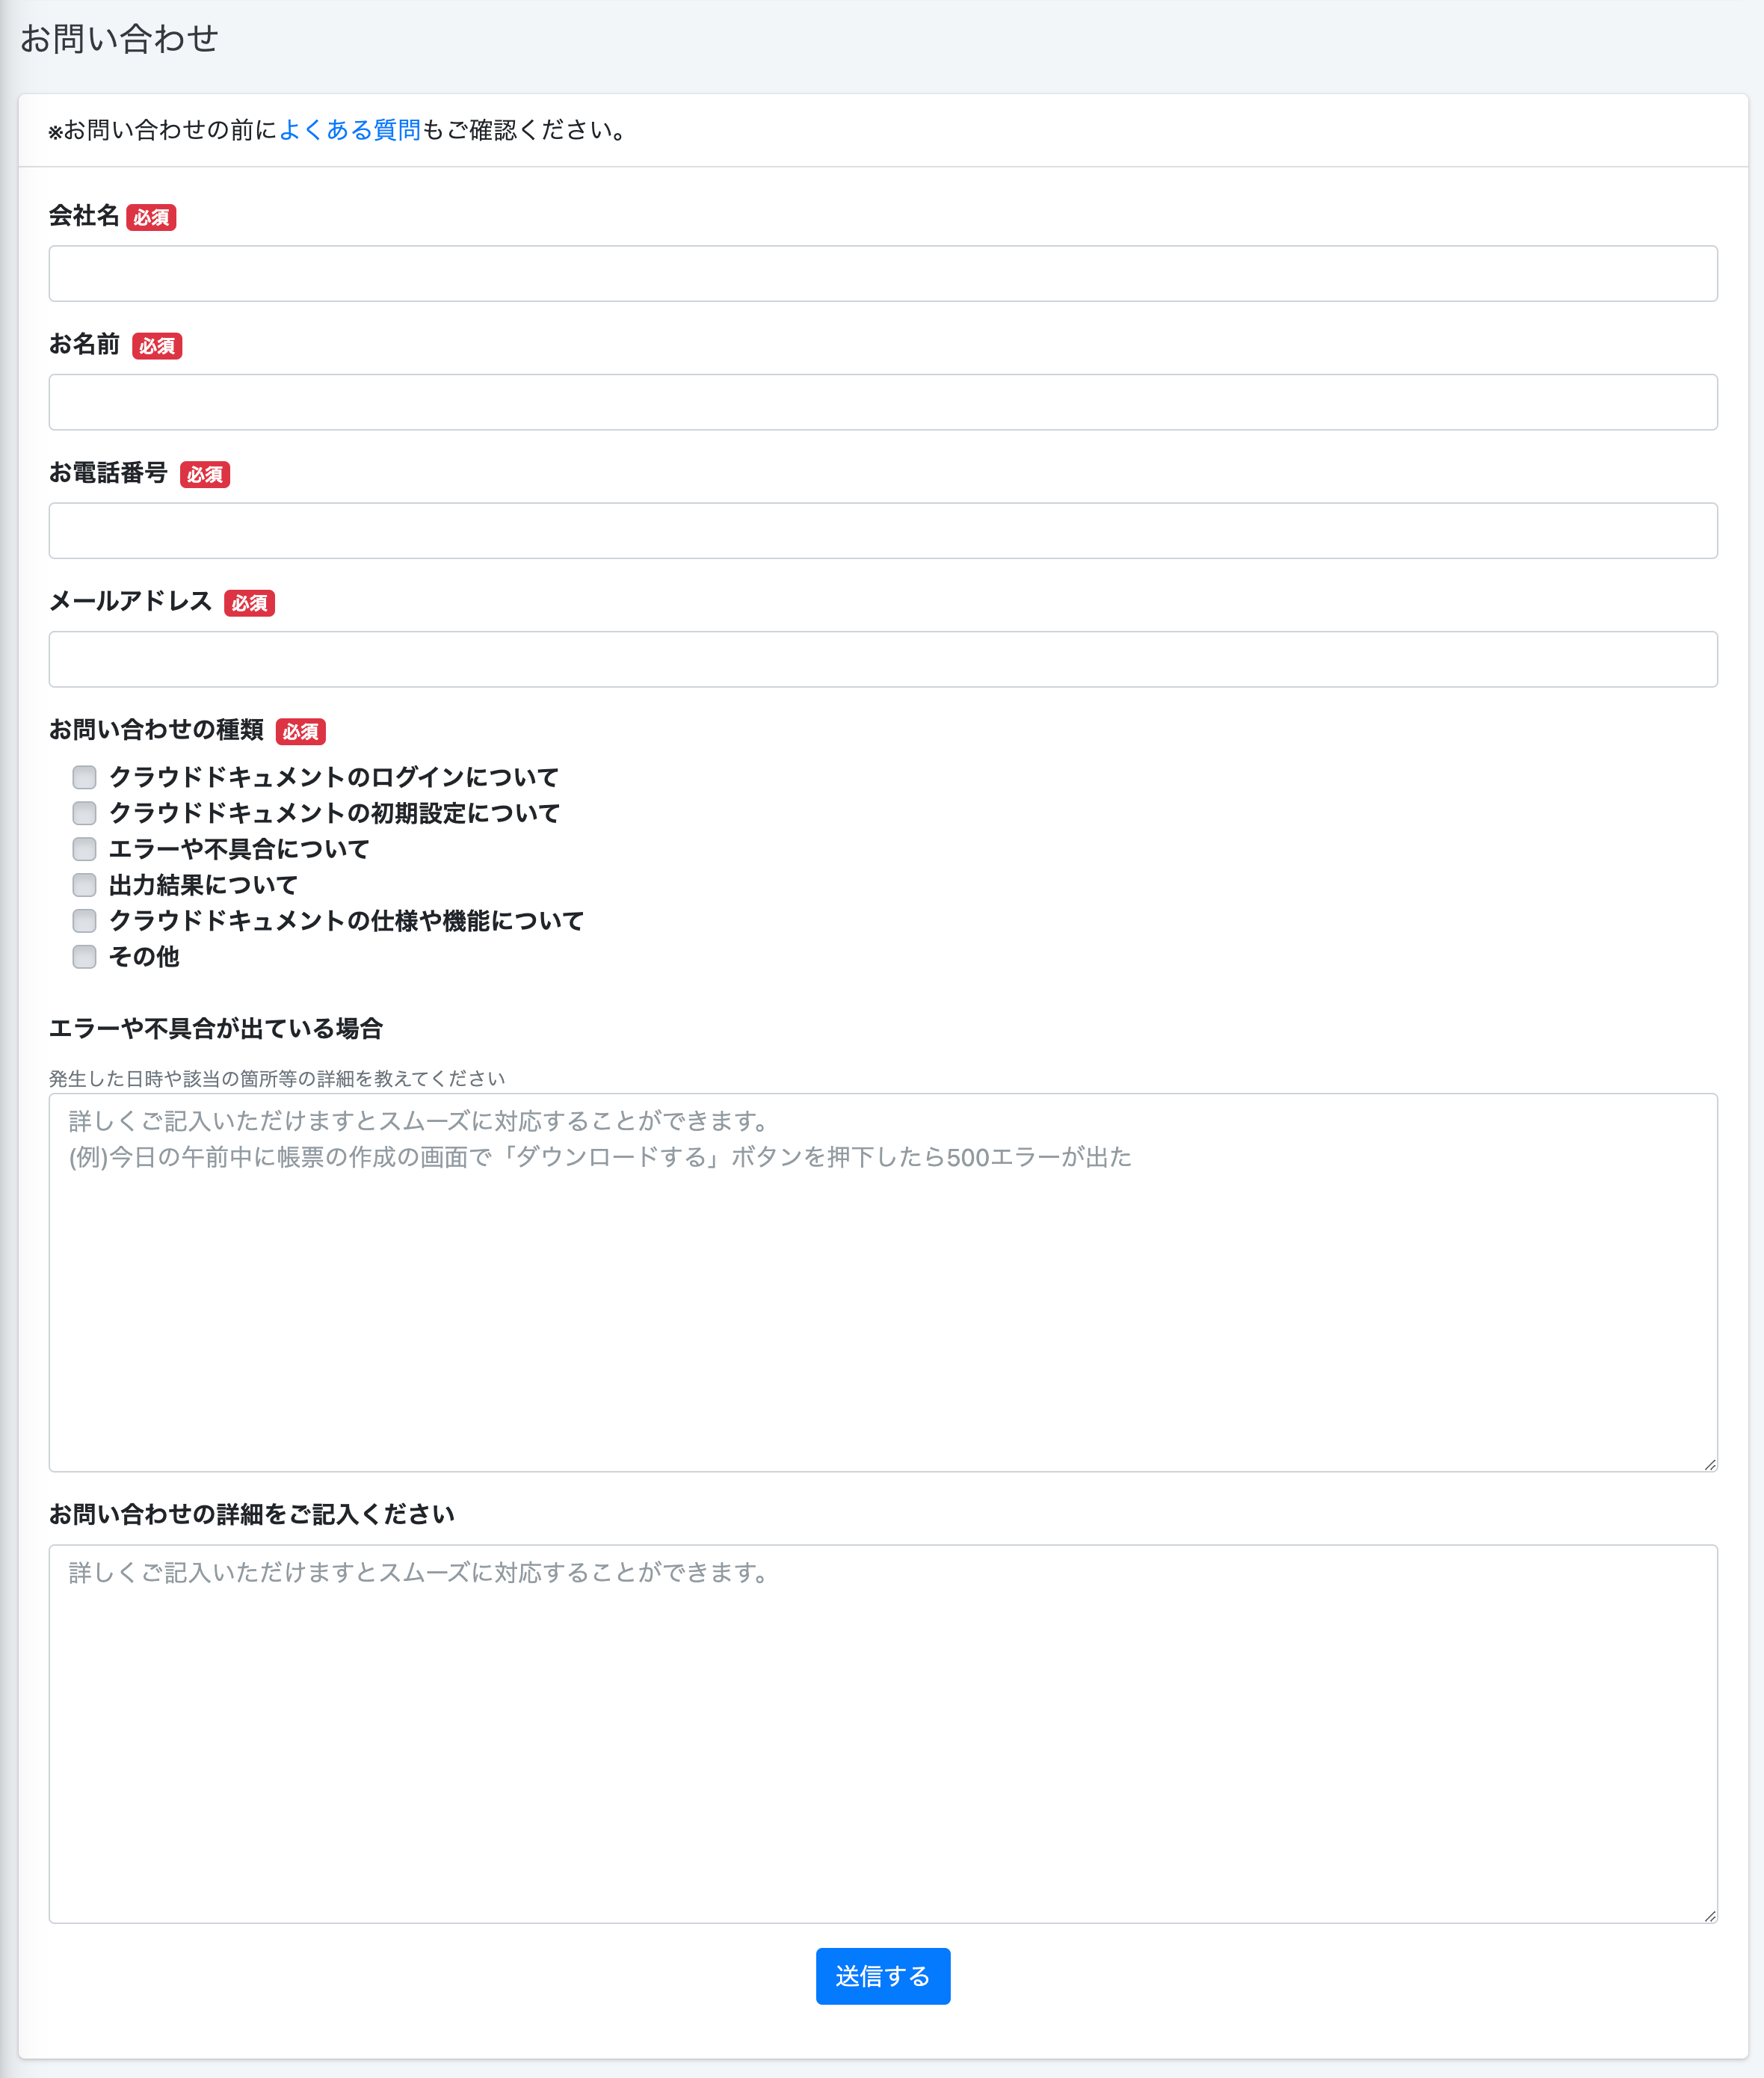 お問い合わせ
※お問い合わせの前によくある質問もご確認ください。
会社名 必須
お名前 必須
お電話番号 必須
メールアドレス 必須
お問い合わせの種類 必須
クラウドドキュメントのログインについて
クラウドドキュメントの初期設定について
エラーや不具合について
出力結果について
クラウドドキュメントの仕様や機能について
その他
エラーや不具合が出ている場合
発生した日時や該当の箇所等の詳細を教えてください
詳しくご記入いただけますとスムーズに対応することができます。
(例)今日の午前中に帳票の作成の画面で「ダウンロードする」ボタンを押下したら500エラーが出た
お問い合わせの詳細をご記入ください
詳しくご記入いただけますとスムーズに対応することができます。
送信する